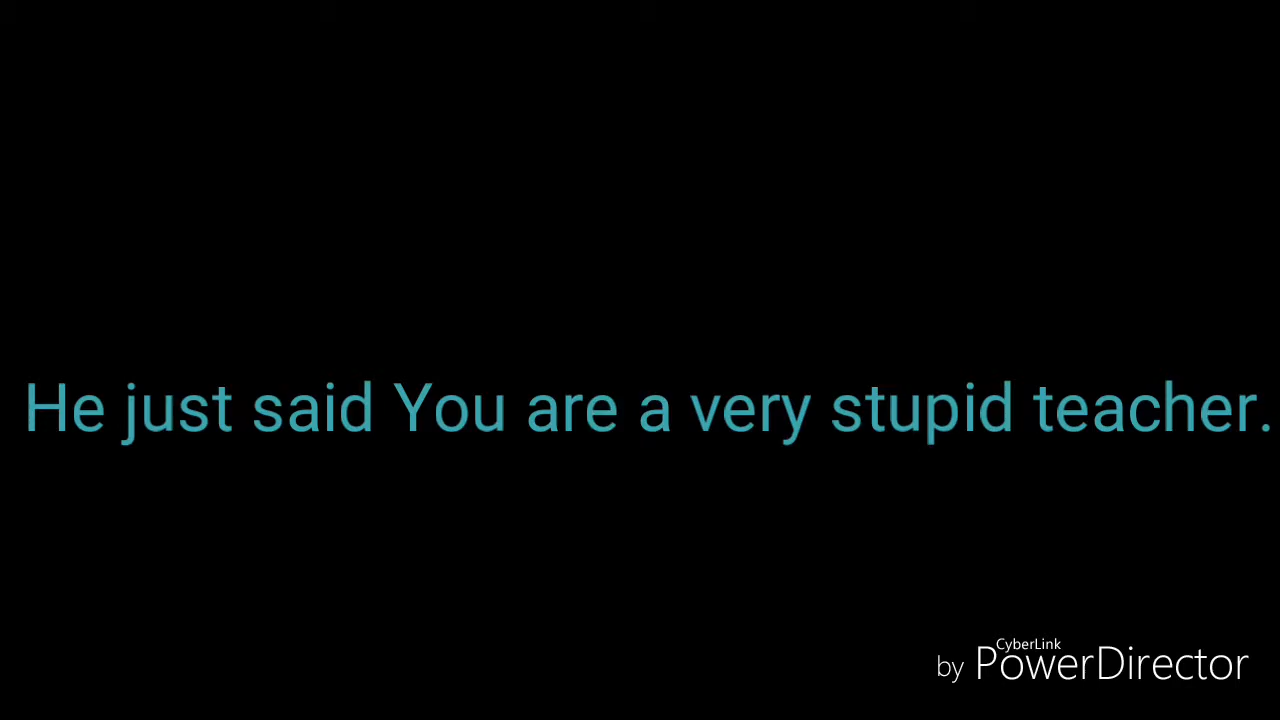 He just said You are a very stupid teacher.
CyberLink
by PowerDirector